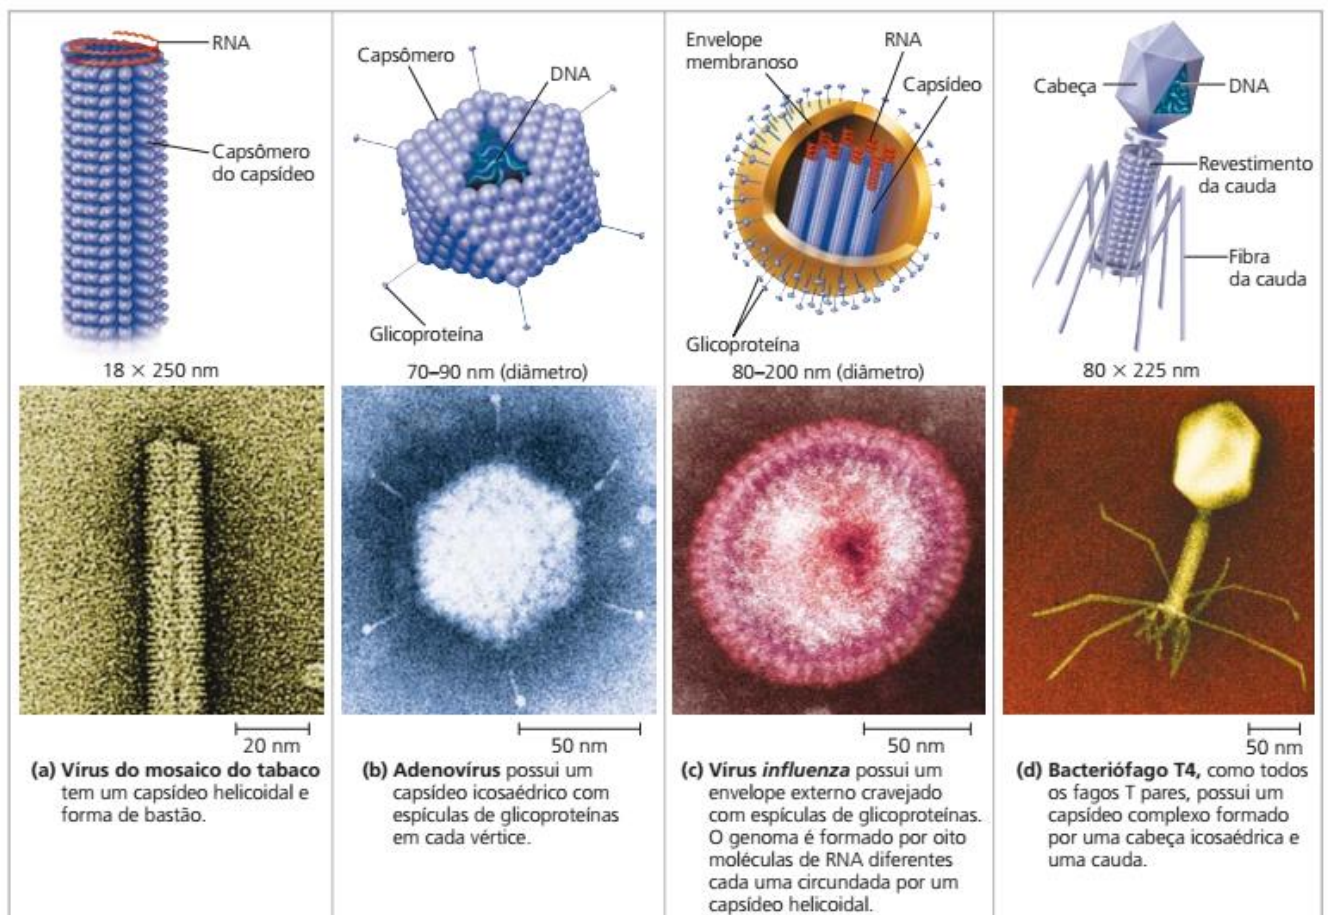 RNA
Capsômero
do capsídeo
18 × 250 nm
20 nm
(a) Vírus do mosaico do tabaco
tem um capsídeo helicoidal e
forma de bastão.
Capsômero
DNA
Glicoproteína
70–90 nm (diâmetro)
50 nm
(b) Adenovírus possui um
capsídeo icosaédrico com
espículas de glicoproteínas
em cada vértice.
Envelope
membranoso
RNA
Capsídeo
Glicoproteína
80–200 nm (diâmetro)
50 nm
(c) Vírus influenza possui um
envelope externo cravejado
com espículas de glicoproteínas.
O genoma é formado por oito
moléculas de RNA diferentes
cada uma circundada por um
capsídeo helicoidal.
Cabeça
DNA
Revestimento
da cauda
Fibra
da cauda
80 × 225 nm
50 nm
(d) Bacteriófago T4, como todos
os fagos T pares, possui um
capsídeo complexo formado
por uma cabeça icosaédrica e
uma cauda.